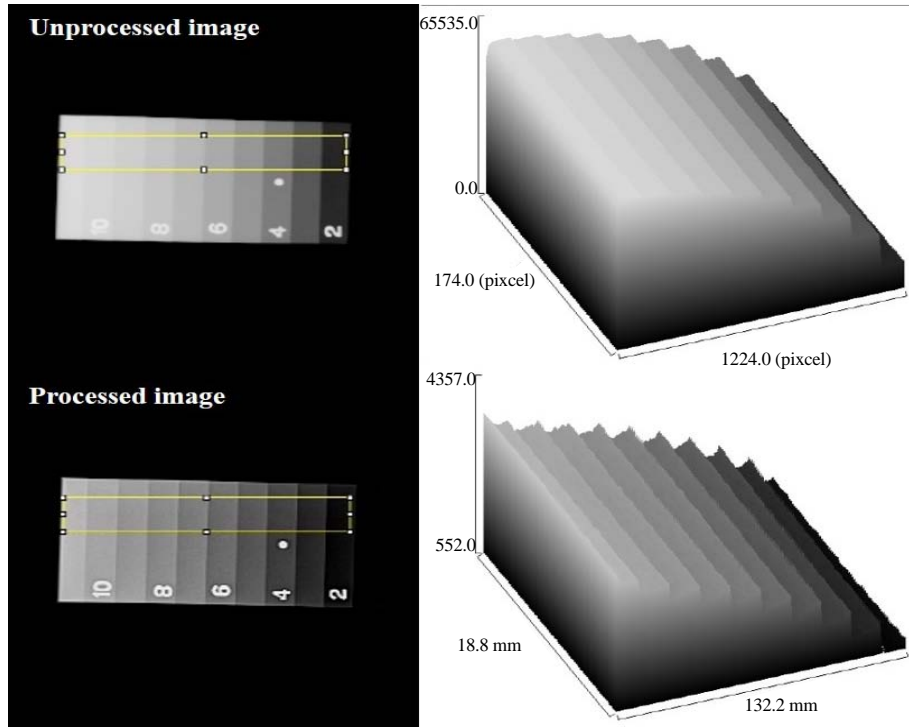 Unprocessed image
10
8
6
4
2
65535.0
0.0
174.0 (pixcel)
1224.0 (pixcel)
Processed image
10
8
6
4
2
4357.0
552.0
18.8 mm
132.2 mm